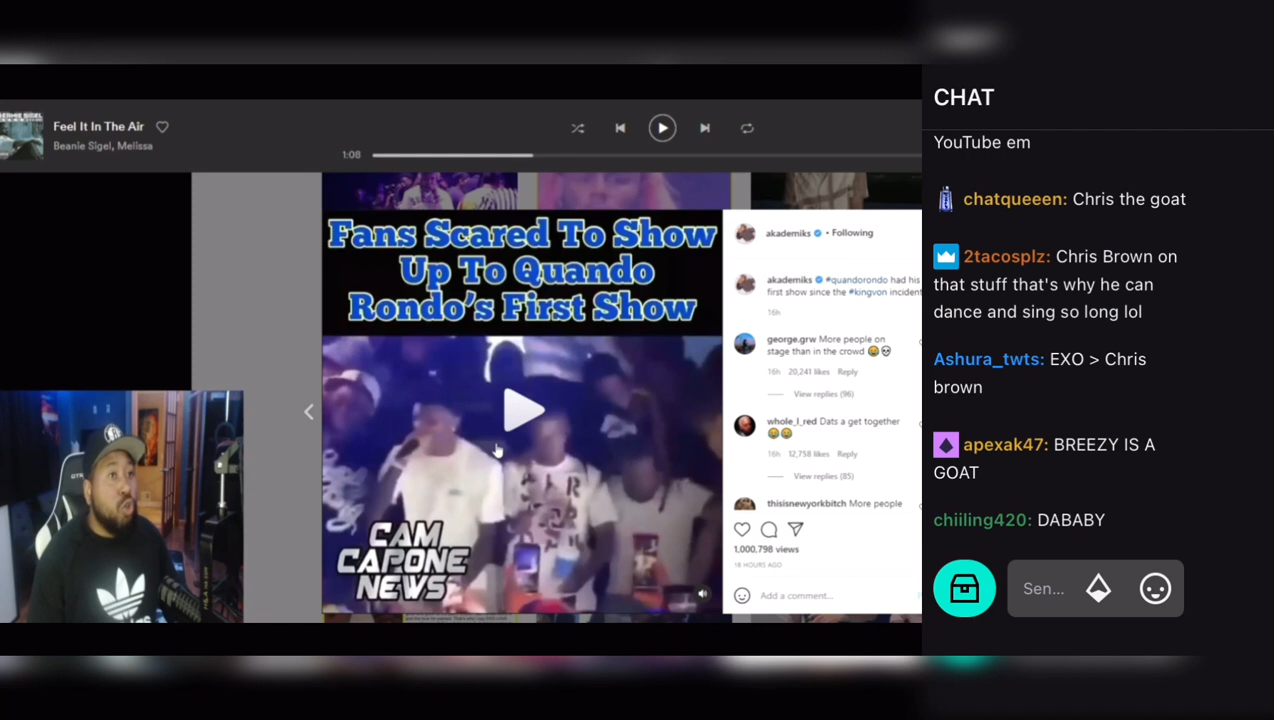 Feel It In The Air
Beanie Sigel, Melissa
1:08
Fans Scared To Show
Up To Quando
Rondo's First Show
CAM
CAPONE
NEWS
akademiks • Following
akademiks #quandorondo had his
first show since the #kingvon incident
16h
george.grw More people on
stage than in the crowd 😂💀
16h 20,241 likes Reply
View replies (96)
whole_l_red Dats a get together
😂😂
16h 12,758 likes Reply
View replies (85)
thisisnewyorkbitch More people
1,000,798 views
16 HOURS AGO
Add a comment...
CHAT
YouTube em
chatqueeen: Chris the goat
2tacosplz: Chris Brown on
that stuff that's why he can
dance and sing so long lol
Ashura_twts: EXO > Chris
brown
apexak47: BREEZY IS A
GOAT
chiiling420: DABABY
Sen...